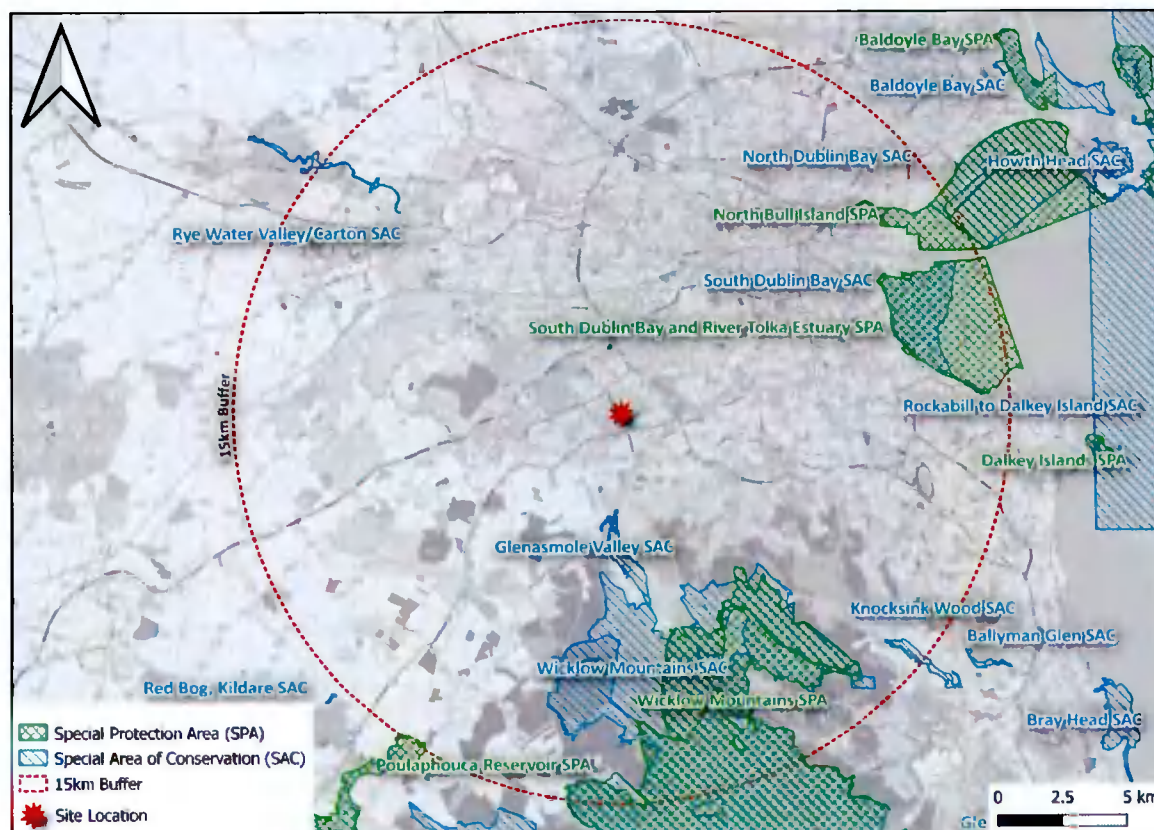 Baldoyle Bay SPA
Baldoyle Bay SAC
North Dublin Bay SAC
Howth Head SAC
North Bull Island SPA
Rye Water Valley/Carton SAC
South Dublin Bay SAC
South Dublin Bay and River Tolka Estuary SPA
15km Buffer
Rockabill to Dalkey Island SAC
Dalkey Islands SPA
Glenasmole Valley SAC
Knocksink Wood SAC
Ballyman Glen SAC
Wicklow Mountains SAC
Red Bog, Kildare SAC
Wicklow Mountains SPA
Bray Head SAC
Poulaphouca Reservoir SPA
Special Protection Area (SPA)
Special Area of Conservation (SAC)
15km Buffer
Site Location
0 2.5 5 km
Gle